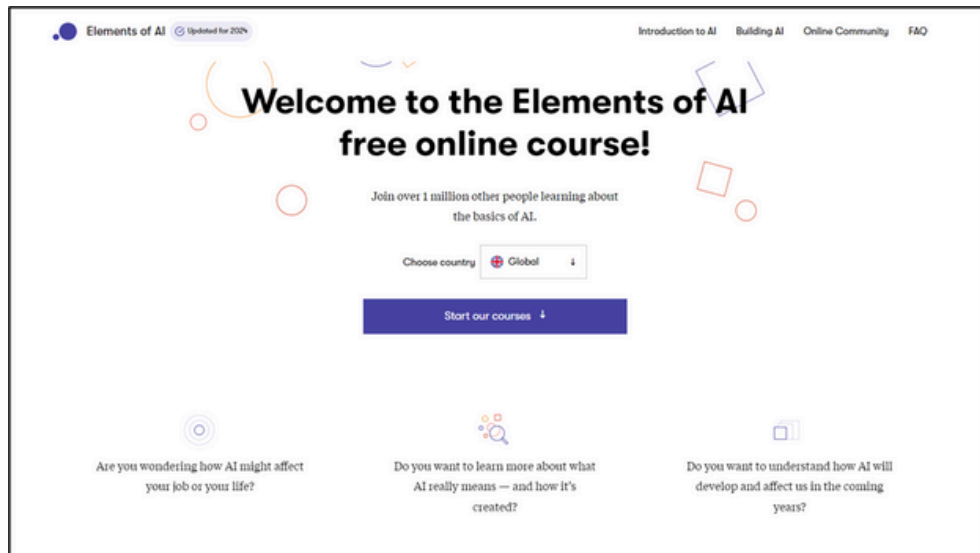 Elements of AI Updated for 2024
Introduction to AI Building AI Online Community FAQ
Welcome to the Elements of AI
free online course!
Join over 1 million other people learning about
the basics of AI.
Choose country Global
Start our courses ↓
Are you wondering how AI might affect
your job or your life?
Do you want to learn more about what
AI really means — and how it's
created?
Do you want to understand how AI will
develop and affect us in the coming
years?